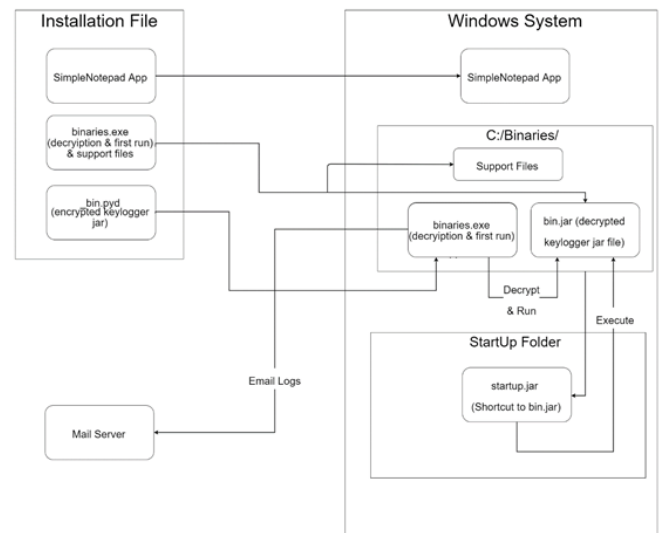 Installation File
Windows System
SimpleNotepad App
SimpleNotepad App
C:/Binaries/
binaries.exe
(decryiption & first run)
& support files
Support Files
_bin.pyd
(encrypted keylogger
jar)
binaries.exe
(decryiption & first run)
bin.jar (decrypted
keylogger jar file)
Decrypt
& Run
Execute
StartUp Folder
Email Logs
startup.jar
(Shortcut to bin.jar)
Mail Server